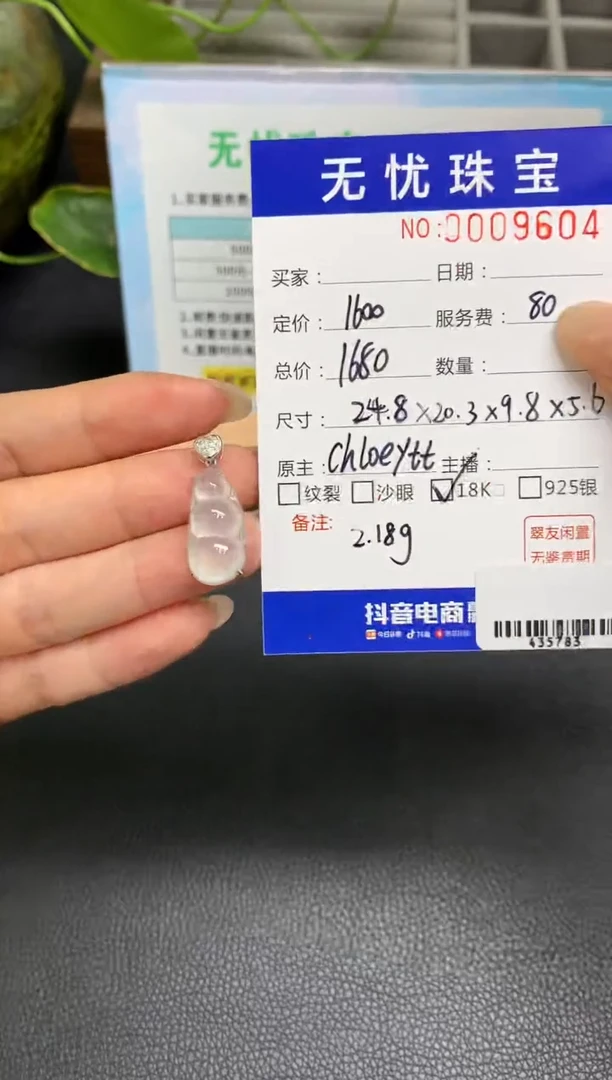 无忧珠宝
NO:0009604
买家： 日期：
定价：1600 服务费：80
总价：1680 数量：
尺寸：24.8×20.3×9.8×5.6
原主：Chloeytt 主播：
纹裂 沙眼 18K 925银
备注: 2.18g
翠友闲置
无鉴赏期
抖音电商
435783